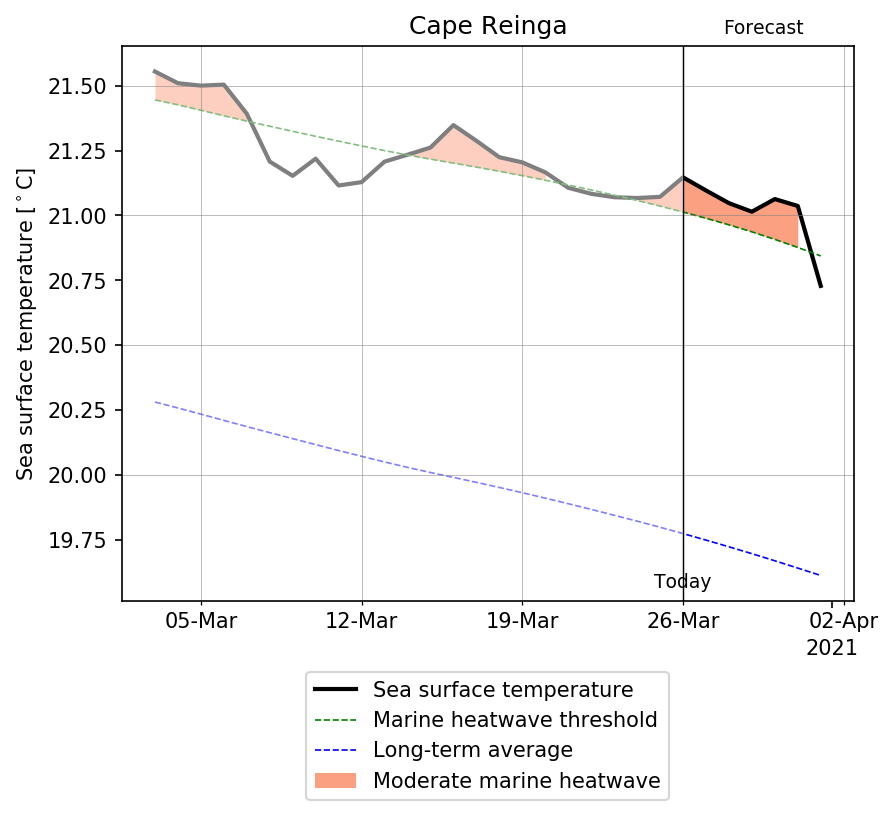 Cape Reinga
Forecast
Sea surface temperature [°C]
21.50
21.25
21.00
20.75
20.50
20.25
20.00
19.75
Today
05-Mar
12-Mar
19-Mar
26-Mar
02-Apr
2021
Sea surface temperature
Marine heatwave threshold
Long-term average
Moderate marine heatwave